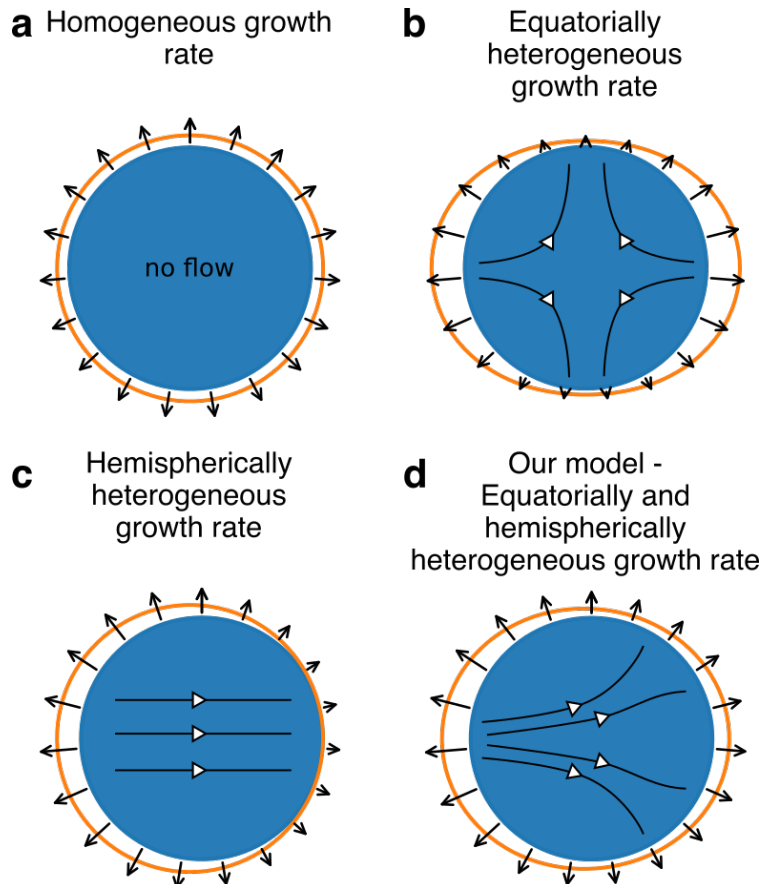 a Homogeneous growth
rate
b Equatorially
heterogeneous
growth rate
no flow
c Hemispherically
heterogeneous
growth rate
d Our model -
Equatorially and
hemispherically
heterogeneous growth rate